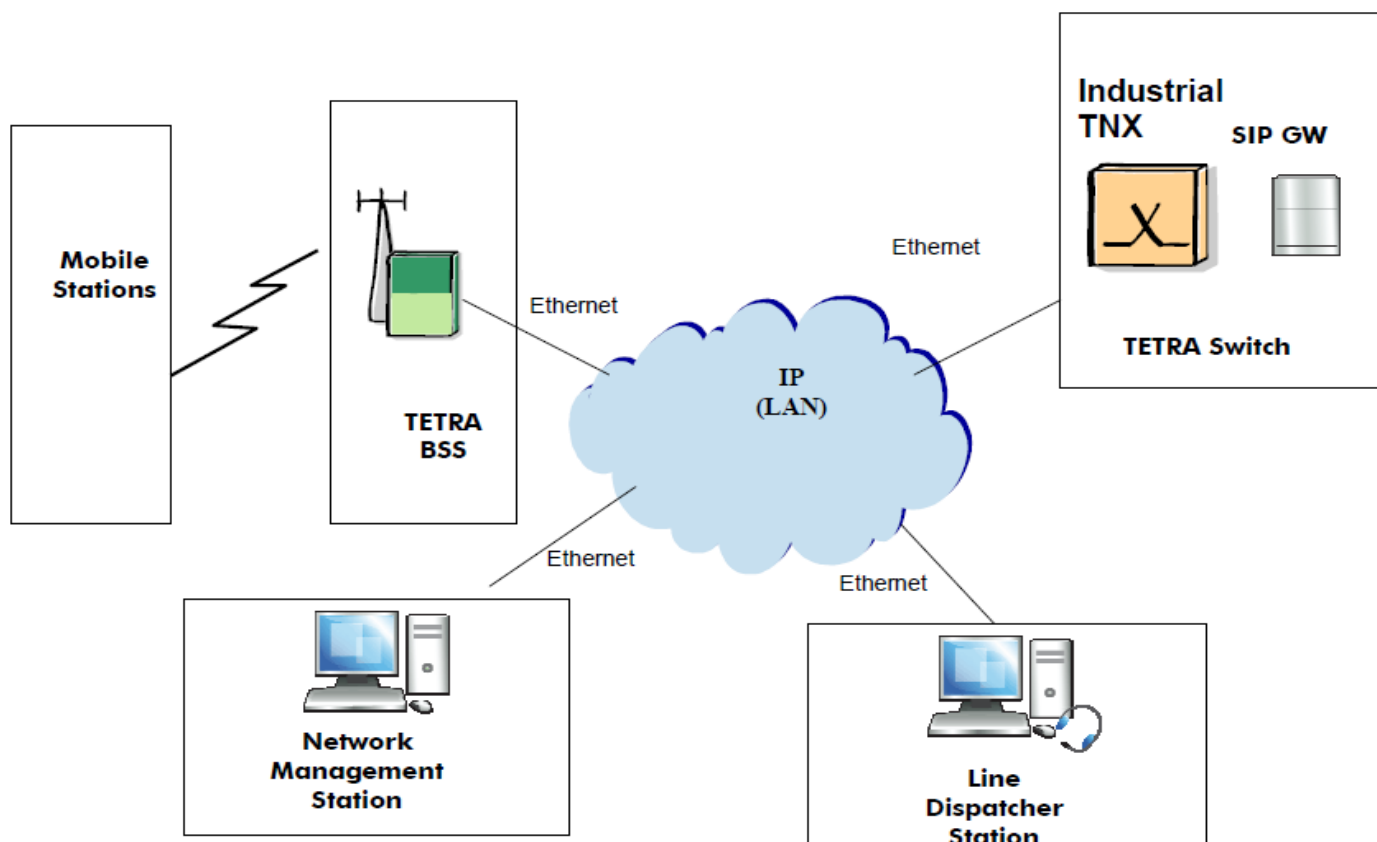 Industrial
TNX
SIP GW
TETRA Switch
Ethernet
Mobile
Stations
Ethernet
TETRA
BSS
IP
(LAN)
Ethernet
Ethernet
Network
Management
Station
Line
Dispatcher
Station